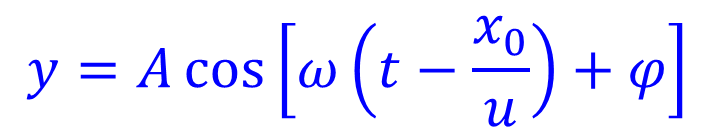 y = A cos [ω (t − x₀/u) + φ]